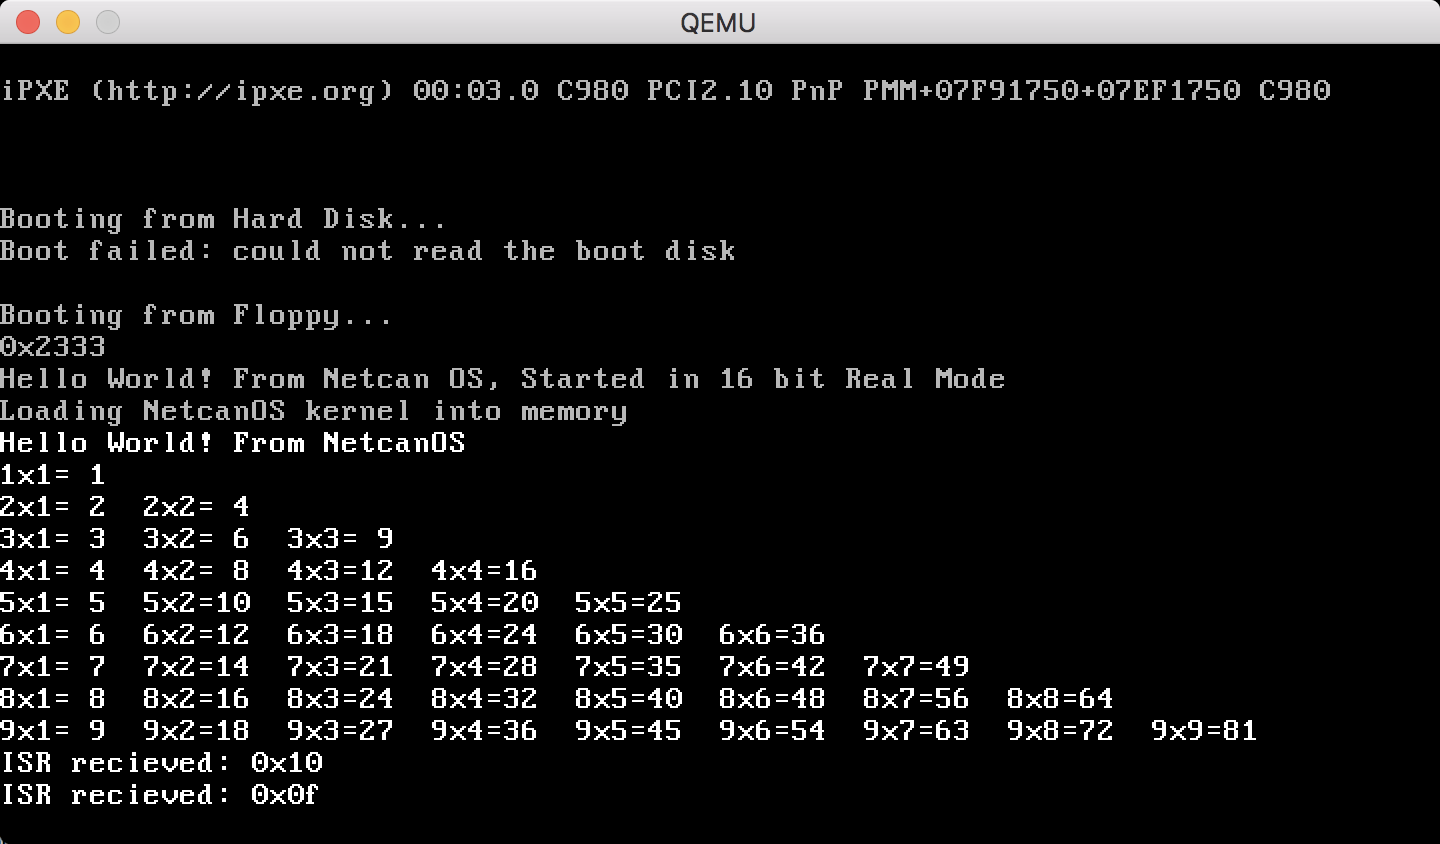 QEMU
iPXE (http://ipxe.org) 00:03.0 C980 PCI2.10 PnP PMM+07F91750+07EF1750 C980
Booting from Hard Disk...
Boot failed: could not read the boot disk
Booting from Floppy...
0x2333
Hello World! From Netcan OS, Started in 16 bit Real Mode
Loading NetcanOS kernel into memory
Hello World! From NetcanOS
1x1= 1
2x1= 2  2x2= 4
3x1= 3  3x2= 6  3x3= 9
4x1= 4  4x2= 8  4x3=12  4x4=16
5x1= 5  5x2=10  5x3=15  5x4=20  5x5=25
6x1= 6  6x2=12  6x3=18  6x4=24  6x5=30  6x6=36
7x1= 7  7x2=14  7x3=21  7x4=28  7x5=35  7x6=42  7x7=49
8x1= 8  8x2=16  8x3=24  8x4=32  8x5=40  8x6=48  8x7=56  8x8=64
9x1= 9  9x2=18  9x3=27  9x4=36  9x5=45  9x6=54  9x7=63  9x8=72  9x9=81
ISR recieved: 0x10
ISR recieved: 0x0f